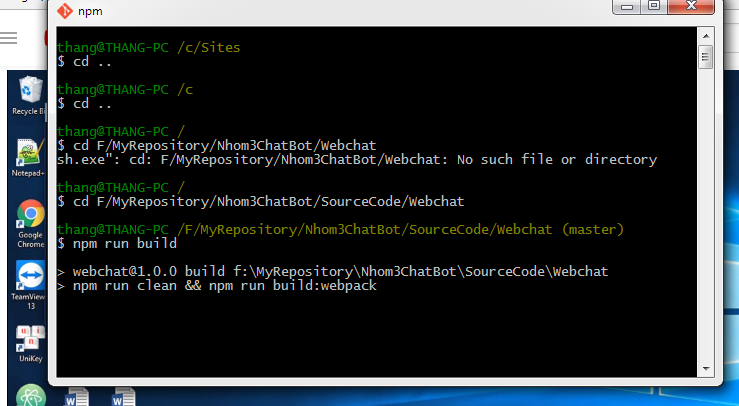 npm
thang@THANG-PC /c/Sites
$ cd ..
thang@THANG-PC /c
$ cd ..
thang@THANG-PC /
$ cd F/MyRepository/Nhom3ChatBot/Webchat
sh.exe": cd: F/MyRepository/Nhom3ChatBot/Webchat: No such file or directory
thang@THANG-PC /
$ cd F/MyRepository/Nhom3ChatBot/SourceCode/Webchat
thang@THANG-PC /F/MyRepository/Nhom3ChatBot/SourceCode/Webchat (master)
$ npm run build
> webchat@1.0.0 build f:\MyRepository\Nhom3ChatBot\SourceCode\Webchat
> npm run clean && npm run build:webpack
Recycle Bi
Notepad+
Google
Chrome
TeamView
13
UniKey